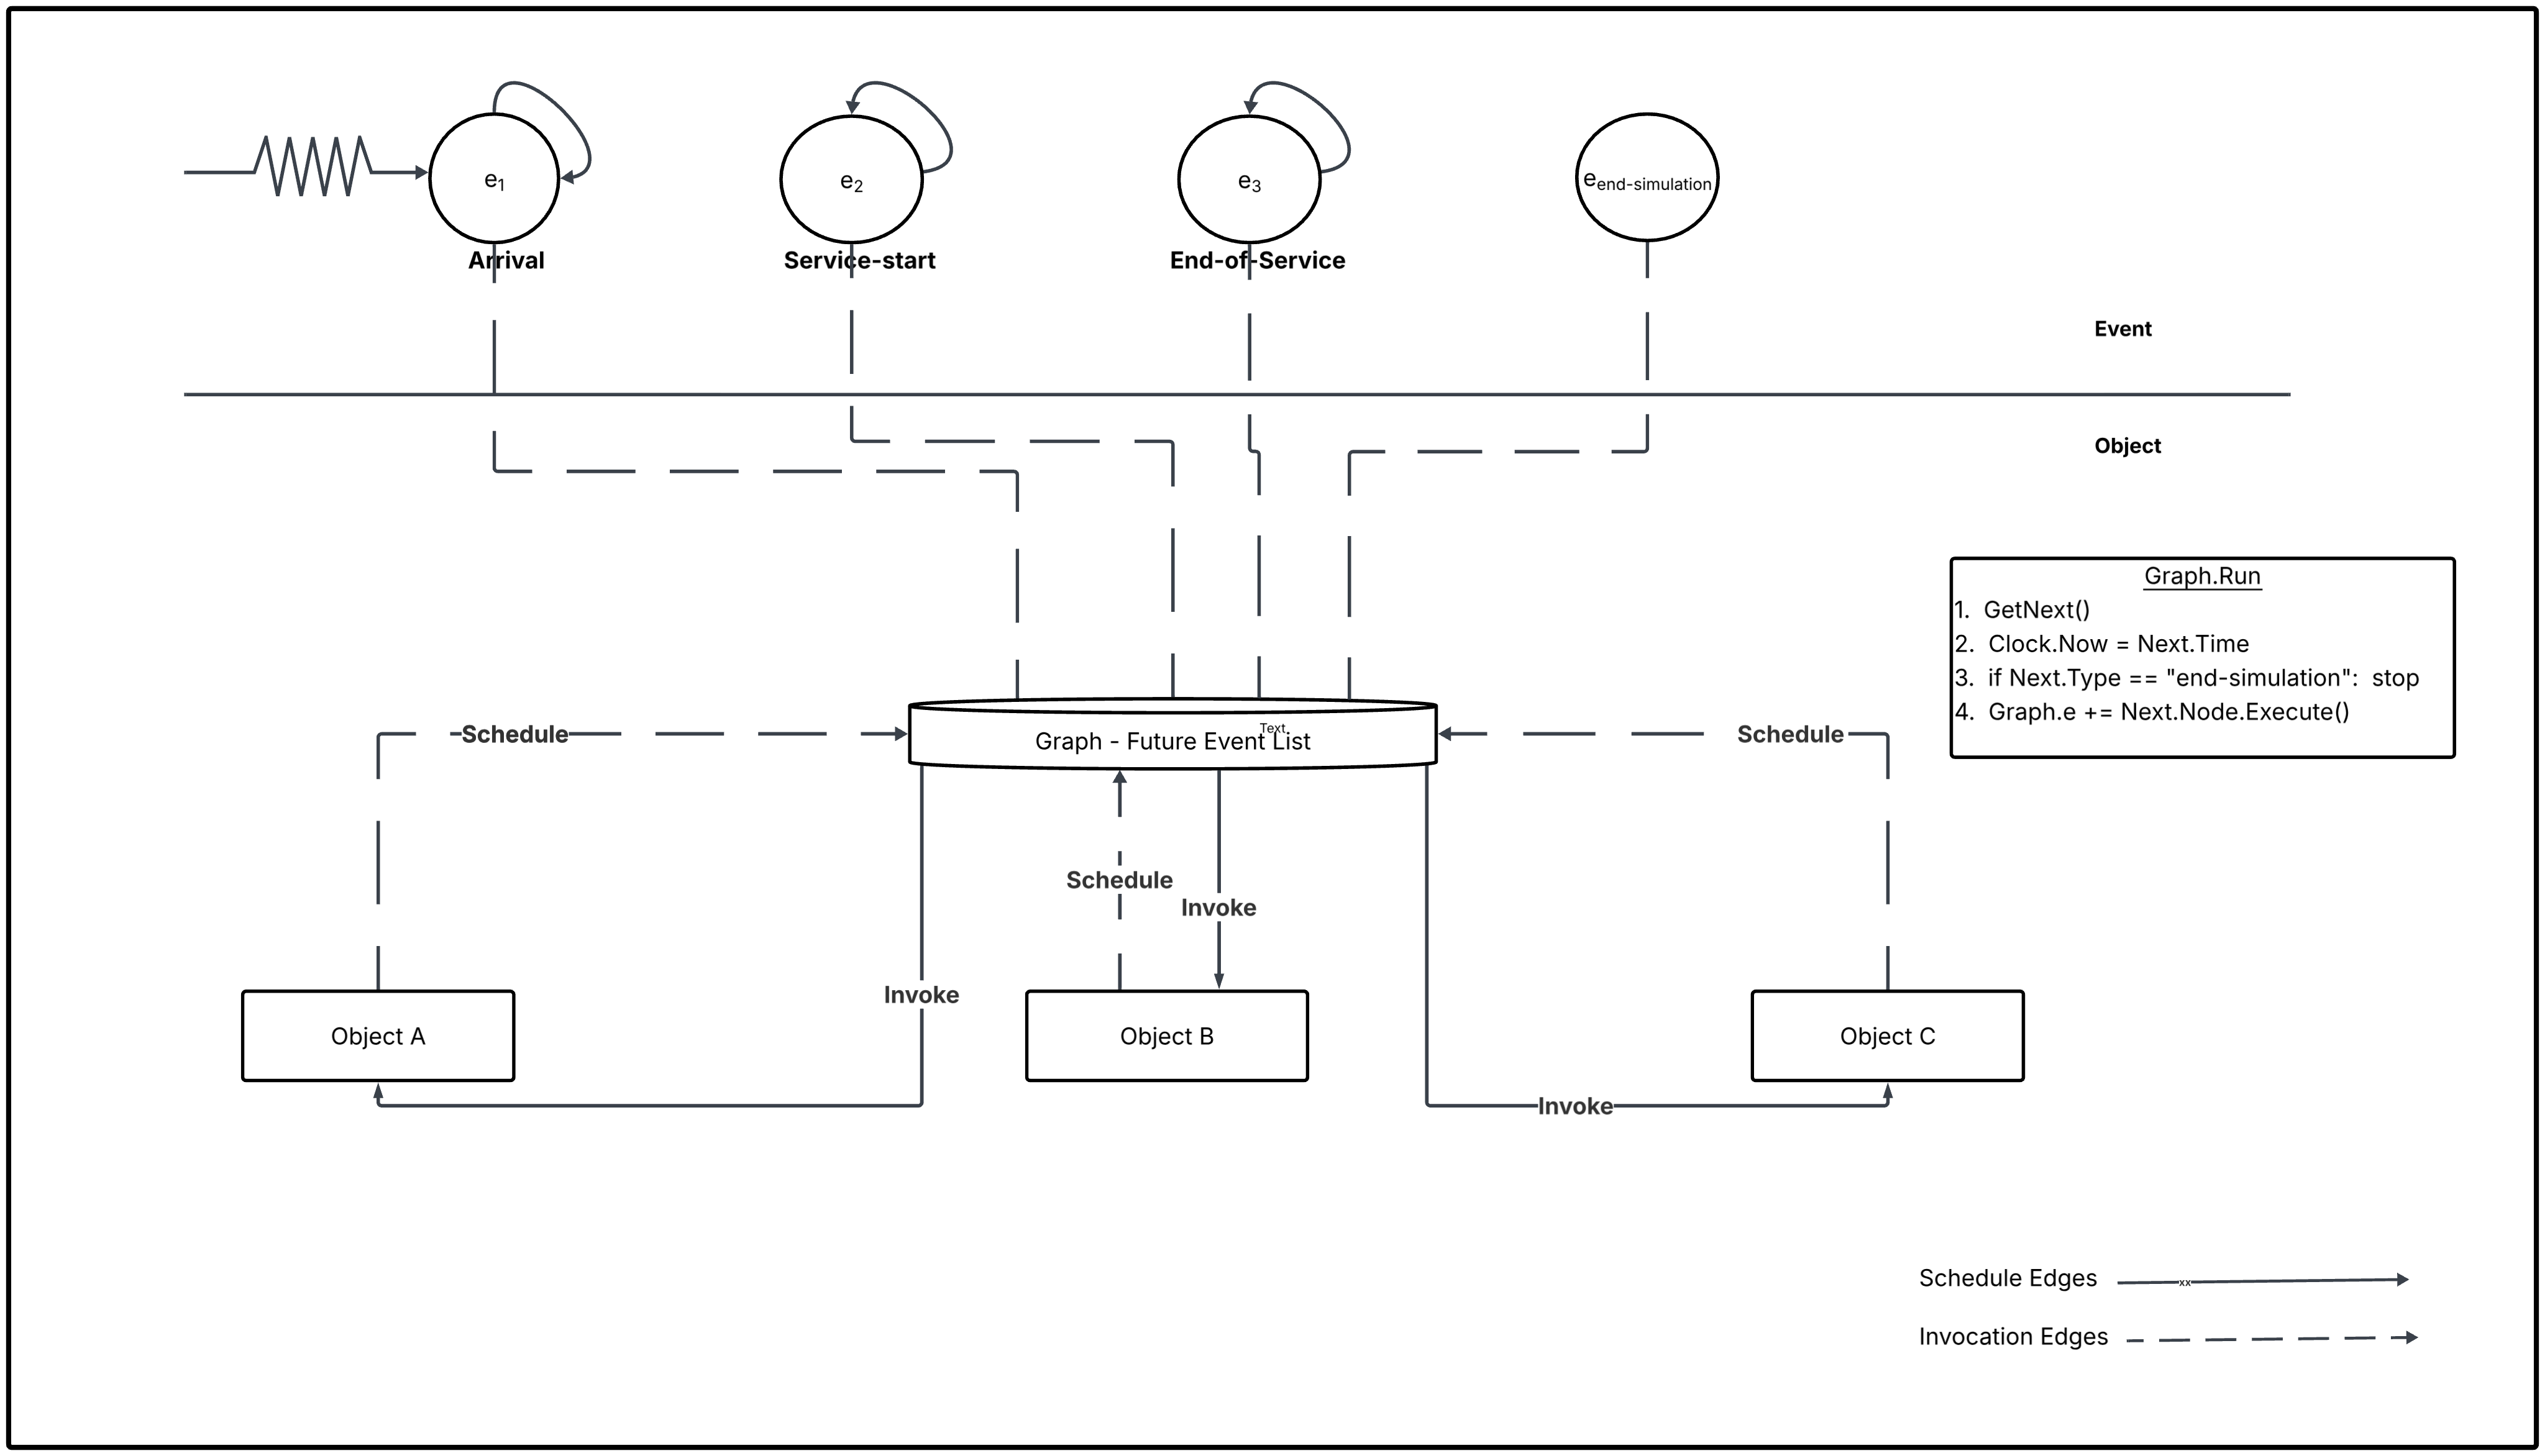 e1
e2
e3
eend-simulation
Arrival
Service-start
End-of-Service
Event
Object
Graph.Run
1. GetNext()
2. Clock.Now = Next.Time
3. if Next.Type == "end-simulation": stop
4. Graph.e += Next.Node.Execute()
Schedule
Text
Graph - Future Event List
Schedule
Schedule
Invoke
Invoke
Object A
Object B
Object C
Invoke
Schedule Edges
xx
Invocation Edges